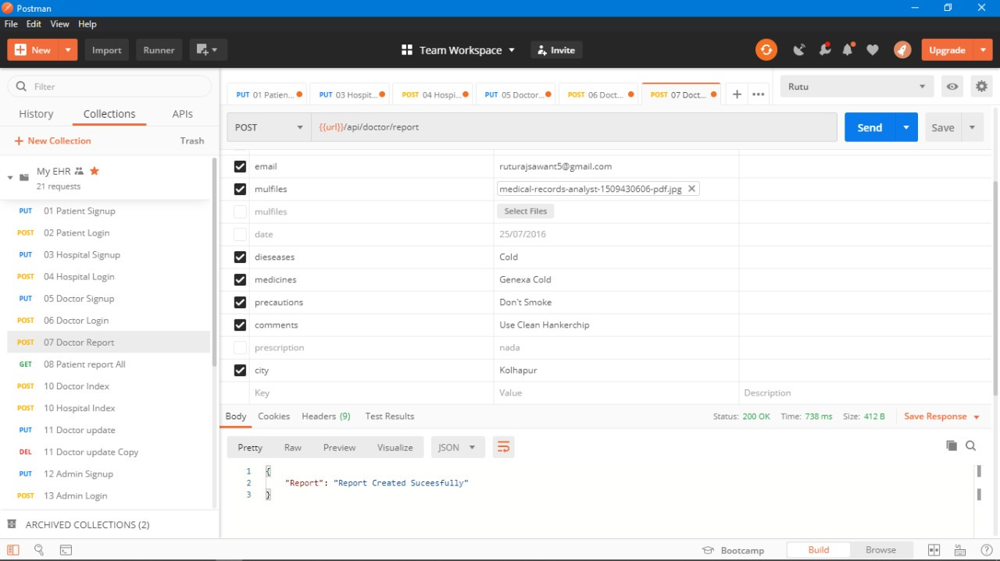 Postman
File Edit View Help
New Import Runner Team Workspace Invite Upgrade
Filter
History Collections APIs
New Collection Trash
My EHR
21 requests
PUT 01 Patient Signup
POST 02 Patient Login
PUT 03 Hospital Signup
POST 04 Hospital Login
PUT 05 Doctor Signup
POST 06 Doctor Login
POST 07 Doctor Report
GET 08 Patient report All
POST 10 Doctor Index
POST 10 Hospital Index
PUT 11 Doctor update
DEL 11 Doctor update Copy
PUT 12 Admin Signup
POST 13 Admin Login
ARCHIVED COLLECTIONS (2)
PUT 01 Patien... PUT 03 Hospit... POST 04 Hospi... PUT 05 Doctor... POST 06 Doct... POST 07 Doct... Rutu
POST {{url}}/api/doctor/report Send Save
email ruturajsawant5@gmail.com
mulfiles medical-records-analyst-1509430606-pdf.jpg
mulfiles Select Files
date 25/07/2016
dieseases Cold
medicines Genexa Cold
precautions Don't Smoke
comments Use Clean Hankerchip
prescription nada
city Kolhapur
Key Value Description
Body Cookies Headers (9) Test Results Status: 200 OK Time: 738 ms Size: 412 B Save Response
Pretty Raw Preview Visualize JSON
1 {
2 "Report": "Report Created Suceesfully"
3 }
Bootcamp Build Browse